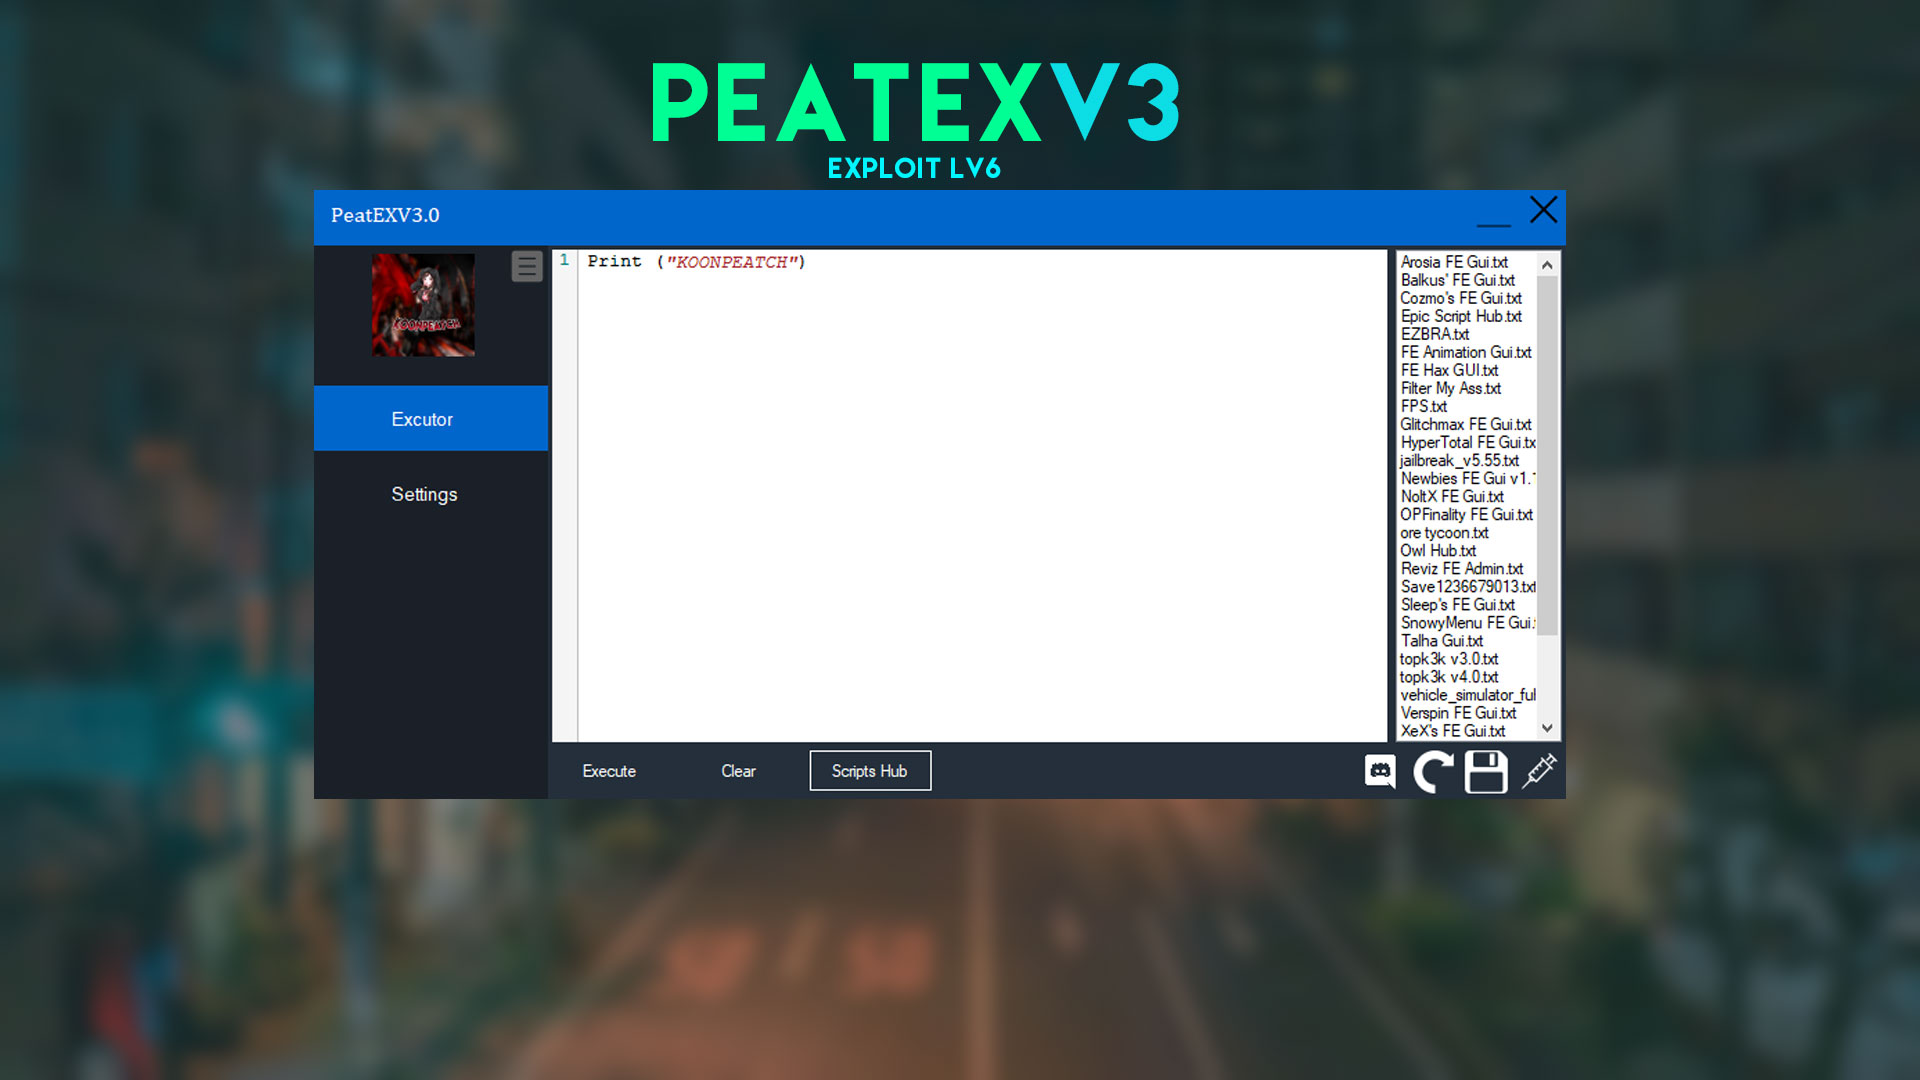 PEATEXV3
EXPLOIT LV6
PeatEXV3.0
KOONPEATCH
Excutor
Settings
1 Print ("KOONPEATCH")
Arosia FE Gui.txt
Balkus' FE Gui.txt
Cozmo's FE Gui.txt
Epic Script Hub.txt
EZBRA.txt
FE Animation Gui.txt
FE Hax GUI.txt
Filter My Ass.txt
FPS.txt
Glitchmax FE Gui.txt
HyperTotal FE Gui.tx
jailbreak_v5.55.txt
Newbies FE Gui v1.
NoltX FE Gui.txt
OPFinality FE Gui.txt
ore tycoon.txt
Owl Hub.txt
Reviz FE Admin.txt
Save1236679013.txt
Sleep's FE Gui.txt
SnowyMenu FE Gui.
Talha Gui.txt
topk3k v3.0.txt
topk3k v4.0.txt
vehicle_simulator_ful
Verspin FE Gui.txt
XeX's FE Gui.txt
Execute
Clear
Scripts Hub